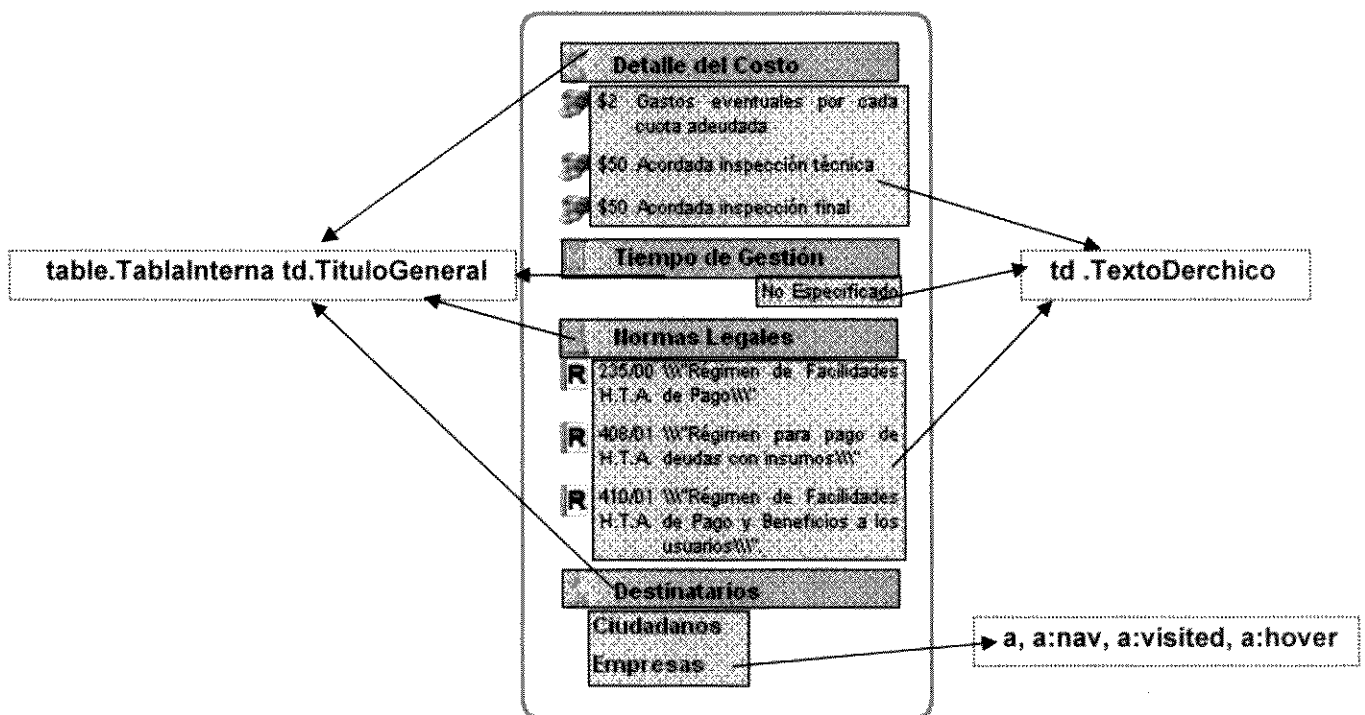 Detalle del Costo
$2 Gastos eventuales por cada
cuota adeudada
$50 Acordada inspección técnica
$50 Acordada inspección final
table.TablaInterna td.TituloGeneral
Tiempo de Gestión
td .TextoDerchico
No Especificado
Normas Legales
R 235/00 \\\"Régimen de Facilidades
H.T.A. de Pago\\\"
R 408/01 \\\"Régimen para pago de
H.T.A. deudas con insumos\\\"
R 410/01 \\\"Régimen de Facilidades
H.T.A. de Pago y Beneficios a los
usuarios\\\".
Destinatarios
Ciudadanos
Empresas
a, a:nav, a:visited, a:hover